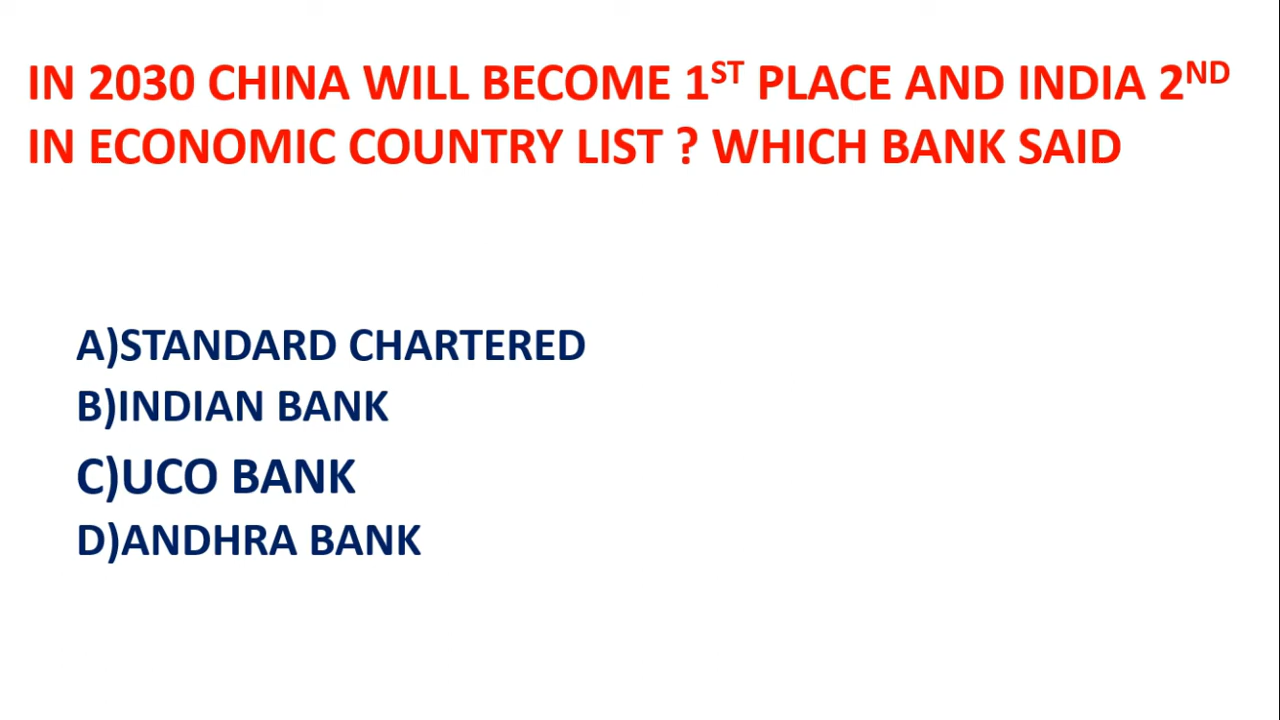 IN 2030 CHINA WILL BECOME 1ST PLACE AND INDIA 2ND
IN ECONOMIC COUNTRY LIST ? WHICH BANK SAID
A)STANDARD CHARTERED
B)INDIAN BANK
C)UCO BANK
D)ANDHRA BANK